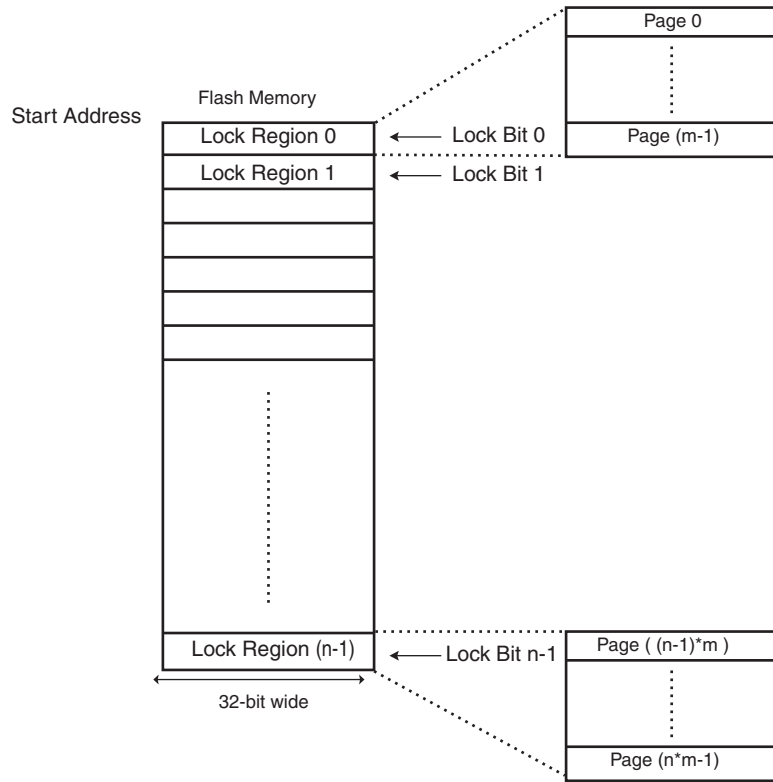 Page 0
Flash Memory
Start Address
Lock Region 0
Lock Bit 0
Page (m-1)
Lock Region 1
Lock Bit 1
Lock Region (n-1)
Lock Bit n-1
Page ( (n-1)*m )
32-bit wide
Page (n*m-1)